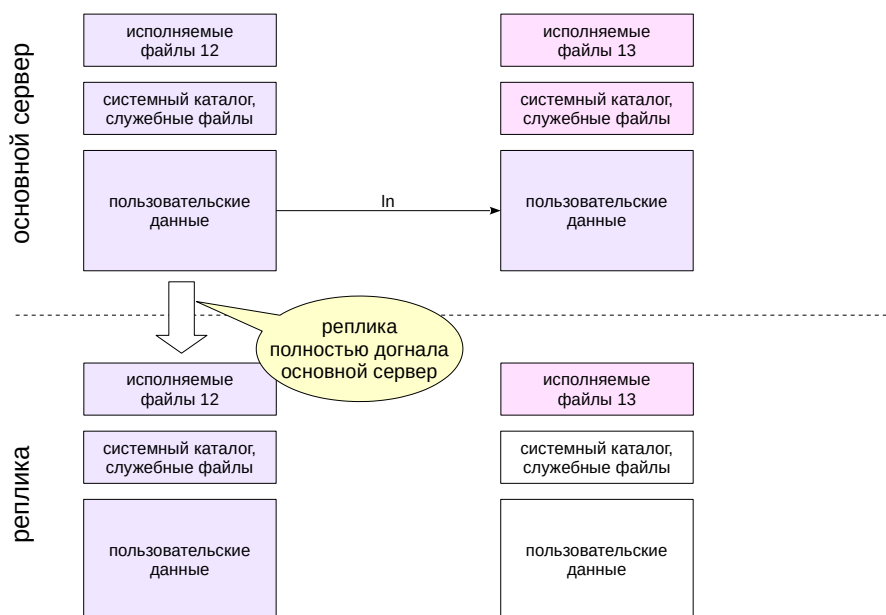 основной сервер
исполняемые
файлы 12
исполняемые
файлы 13
системный каталог,
служебные файлы
системный каталог,
служебные файлы
пользовательские
данные
ln
пользовательские
данные
реплика
полностью догнала
основной сервер
реплика
исполняемые
файлы 12
исполняемые
файлы 13
системный каталог,
служебные файлы
системный каталог,
служебные файлы
пользовательские
данные
пользовательские
данные